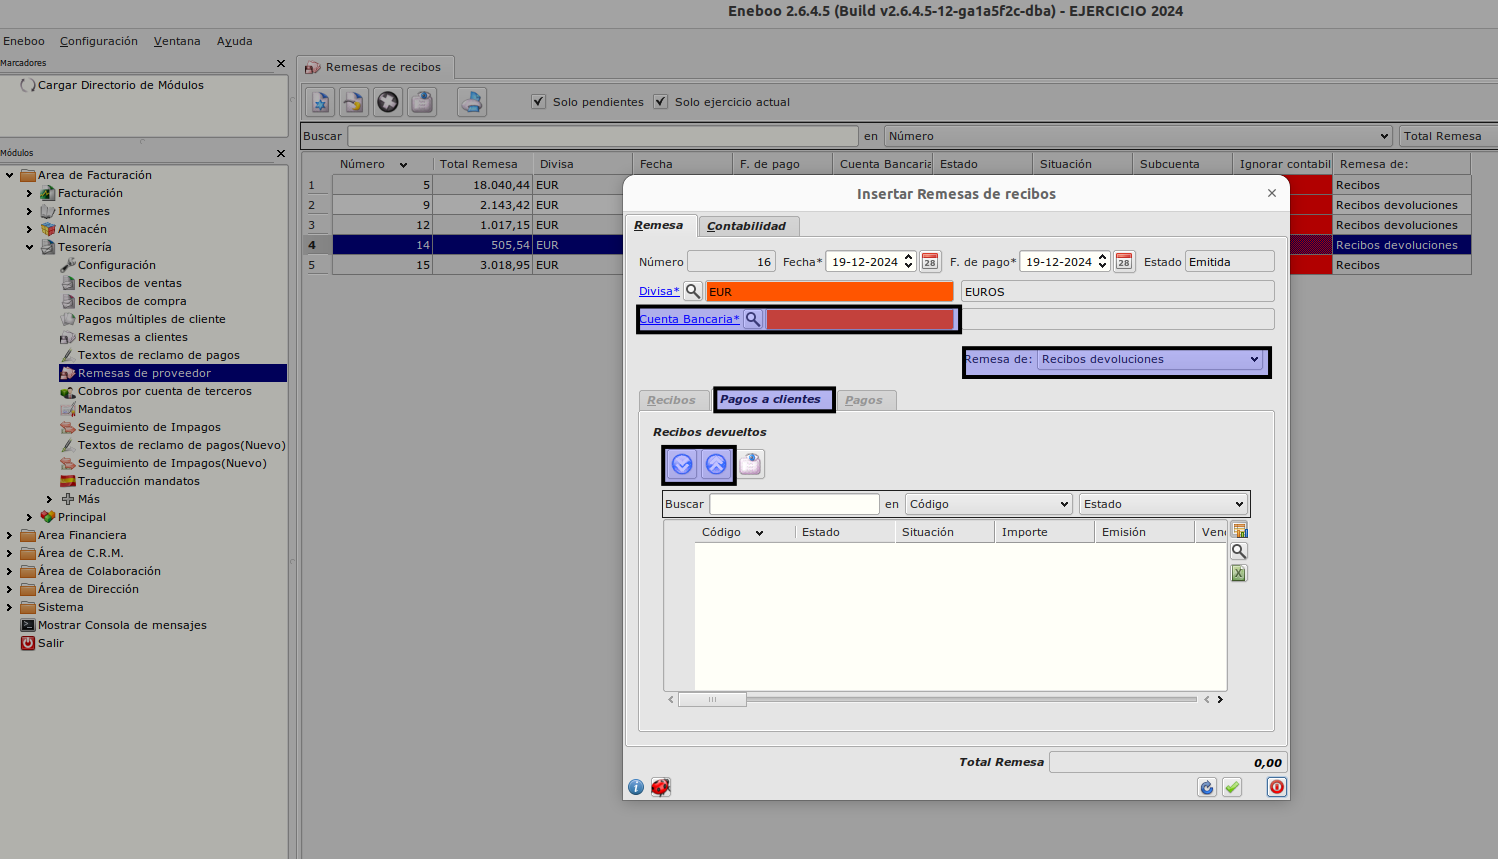 Eneboo 2.6.4.5 (Build v2.6.4.5-12-ga1a5f2c-dba) - EJERCICIO 2024
Eneboo Configuración Ventana Ayuda
Marcadores
Cargar Directorio de Módulos
Módulos
Area de Facturación
Facturación
Informes
Almacén
Tesorería
Configuración
Recibos de ventas
Recibos de compra
Pagos múltiples de cliente
Remesas a clientes
Textos de reclamo de pagos
Remesas de proveedor
Cobros por cuenta de terceros
Mandatos
Seguimiento de Impagos
Textos de reclamo de pagos(Nuevo)
Seguimiento de Impagos(Nuevo)
Traducción mandatos
Más
Principal
Area Financiera
Área de C.R.M.
Área de Colaboración
Área de Dirección
Sistema
Mostrar Consola de mensajes
Salir
Remesas de recibos
Solo pendientes Solo ejercicio actual
Buscar en Número Total Remesa
Número Total Remesa Divisa Fecha F. de pago Cuenta Bancaria Estado Situación Subcuenta Ignorar contabil Remesa de:
1 5 18.040,44 EUR Recibos
2 9 2.143,42 EUR Recibos devoluciones
3 12 1.017,15 EUR Recibos devoluciones
4 14 505,54 EUR Recibos devoluciones
5 15 3.018,95 EUR Recibos
Insertar Remesas de recibos
Remesa Contabilidad
Número 16 Fecha* 19-12-2024 28 F. de pago* 19-12-2024 28 Estado Emitida
Divisa* EUR EUROS
Cuenta Bancaria*
Remesa de: Recibos devoluciones
Recibos Pagos a clientes Pagos
Recibos devueltos
Buscar en Código Estado
Código Estado Situación Importe Emisión Ven
Total Remesa 0,00